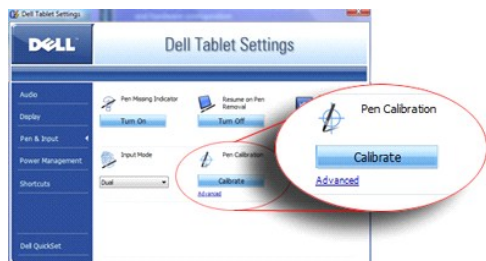 Dell Tablet Settings
DELL
Dell Tablet Settings
Audio
Display
Pen & Input
Power Management
Shortcuts
Dell QuickSet
Pen Missing Indicator
Turn On
Resume on Pen
Removal
Turn Off
Input Mode
Dual
Pen Calibration
Calibrate
Advanced
Pen Calibration
Calibrate
Advanced